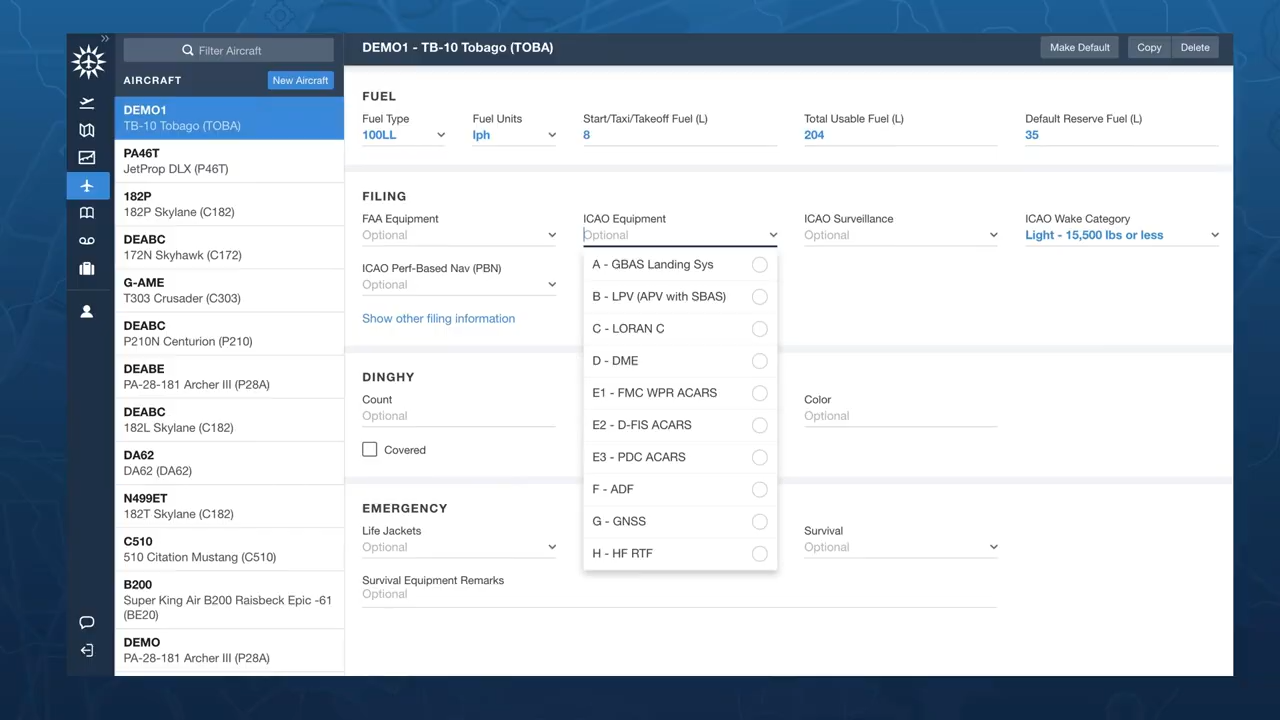 Filter Aircraft
AIRCRAFT
New Aircraft
DEMO1
TB-10 Tobago (TOBA)
PA46T
JetProp DLX (P46T)
182P
182P Skylane (C182)
DEABC
172N Skyhawk (C172)
G-AME
T303 Crusader (C303)
DEABC
P210N Centurion (P210)
DEABE
PA-28-181 Archer III (P28A)
DEABC
182L Skylane (C182)
DA62
DA62 (DA62)
N499ET
182T Skylane (C182)
C510
510 Citation Mustang (C510)
B200
Super King Air B200 Raisbeck Epic -61
(BE20)
DEMO
PA-28-181 Archer III (P28A)
DEMO1 - TB-10 Tobago (TOBA)
Make Default
Copy
Delete
FUEL
Fuel Type
100LL
Fuel Units
lph
Start/Taxi/Takeoff Fuel (L)
8
Total Usable Fuel (L)
204
Default Reserve Fuel (L)
35
FILING
FAA Equipment
Optional
ICAO Equipment
Optional
ICAO Surveillance
Optional
ICAO Wake Category
Light - 15,500 lbs or less
ICAO Perf-Based Nav (PBN)
Optional
Show other filing information
A - GBAS Landing Sys
B - LPV (APV with SBAS)
C - LORAN C
D - DME
E1 - FMC WPR ACARS
E2 - D-FIS ACARS
E3 - PDC ACARS
F - ADF
G - GNSS
H - HF RTF
DINGHY
Count
Optional
Color
Optional
Covered
EMERGENCY
Life Jackets
Optional
Survival
Optional
Survival Equipment Remarks
Optional